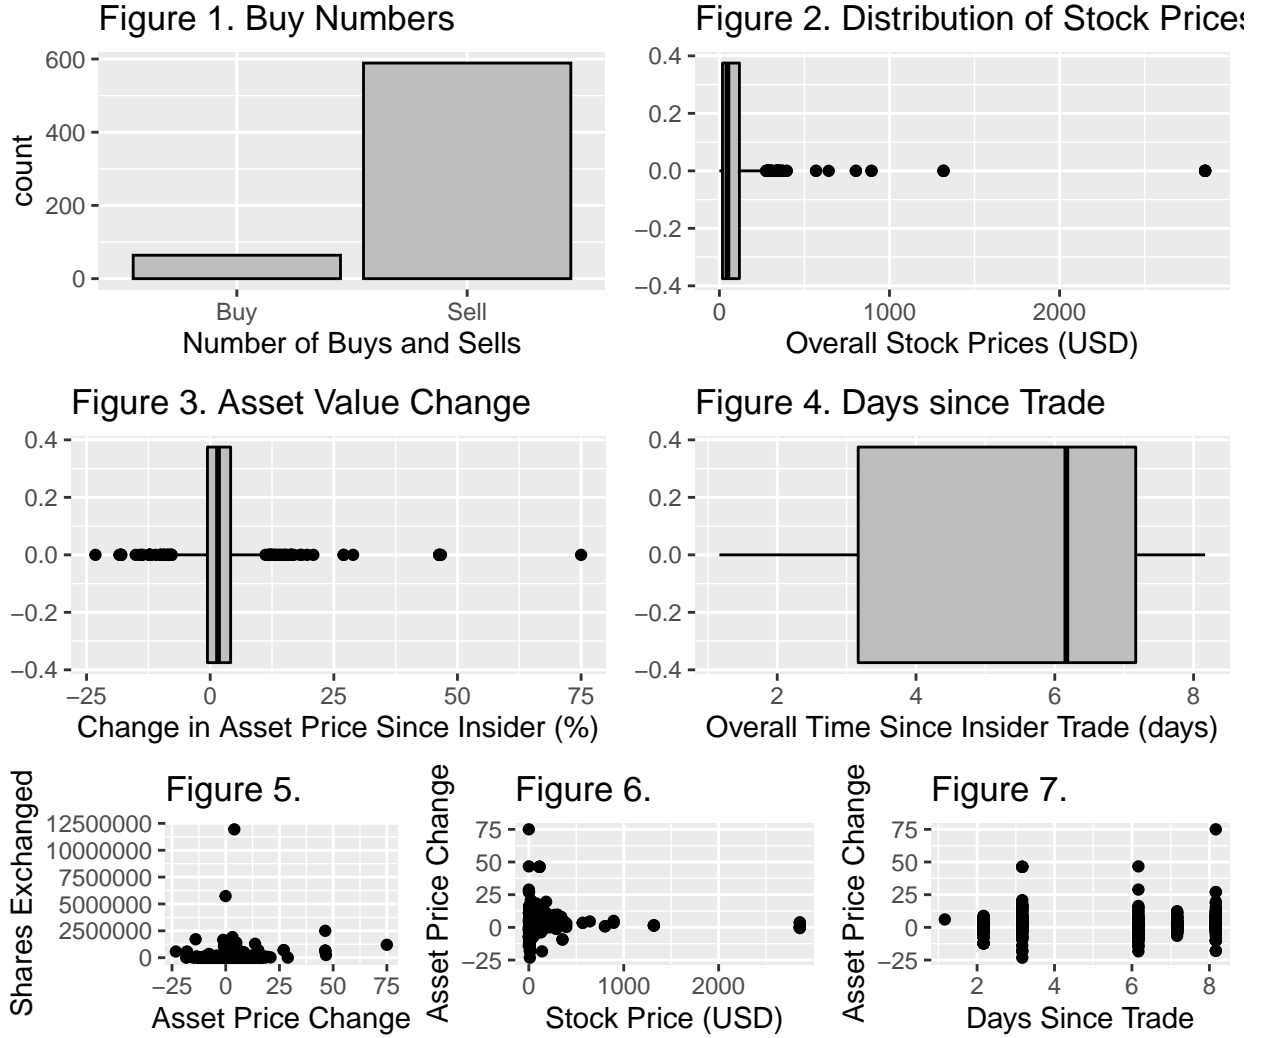 Figure 1. Buy Numbers
600
400
200
0
count
Buy
Sell
Number of Buys and Sells
Figure 2. Distribution of Stock Prices
0.4
0.2
0.0
−0.2
−0.4
0
1000
2000
Overall Stock Prices (USD)
Figure 3. Asset Value Change
0.4
0.2
0.0
−0.2
−0.4
−25
0
25
50
75
Change in Asset Price Since Insider (%)
Figure 4. Days since Trade
0.4
0.2
0.0
−0.2
−0.4
2
4
6
8
Overall Time Since Insider Trade (days)
Figure 5.
Shares Exchanged
12500000
10000000
7500000
5000000
2500000
0
−25
0
25
50
75
Asset Price Change
Figure 6.
Asset Price Change
75
50
25
0
−25
0
1000
2000
Stock Price (USD)
Figure 7.
Asset Price Change
75
50
25
0
−25
2
4
6
8
Days Since Trade